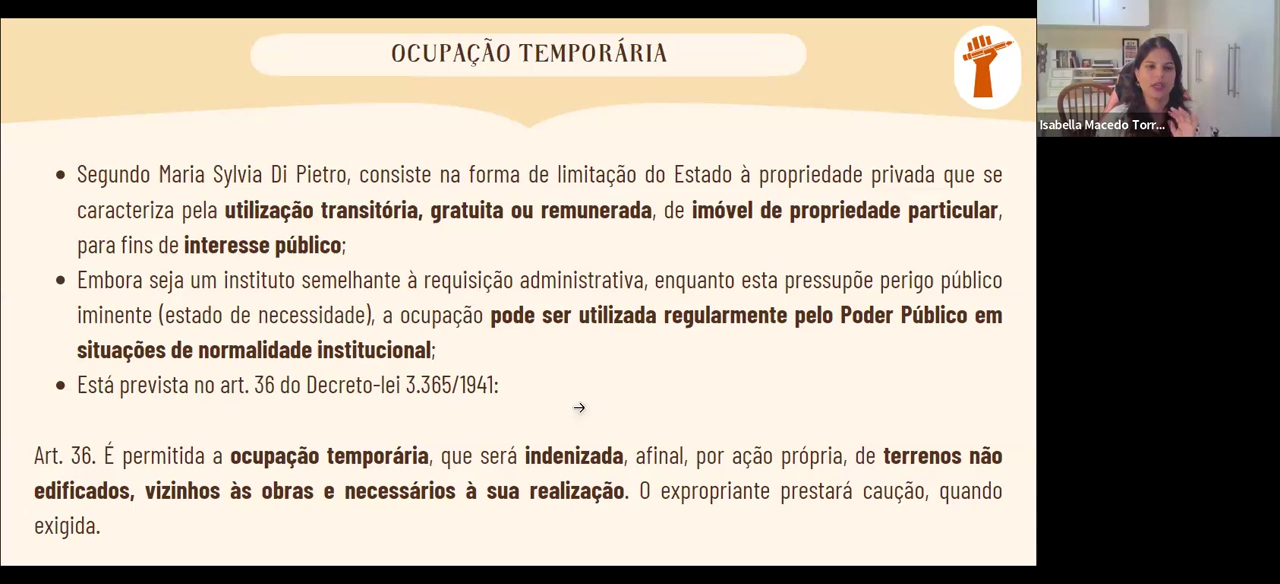 OCUPAÇÃO TEMPORÁRIA
Isabella Macedo Torr...
Segundo Maria Sylvia Di Pietro, consiste na forma de limitação do Estado à propriedade privada que se
caracteriza pela utilização transitória, gratuita ou remunerada, de imóvel de propriedade particular,
para fins de interesse público;
Embora seja um instituto semelhante à requisição administrativa, enquanto esta pressupõe perigo público
iminente (estado de necessidade), a ocupação pode ser utilizada regularmente pelo Poder Público em
situações de normalidade institucional;
Está prevista no art. 36 do Decreto-lei 3.365/1941:
Art. 36. É permitida a ocupação temporária, que será indenizada, afinal, por ação própria, de terrenos não
edificados, vizinhos às obras e necessários à sua realização. O expropriante prestará caução, quando
exigida.